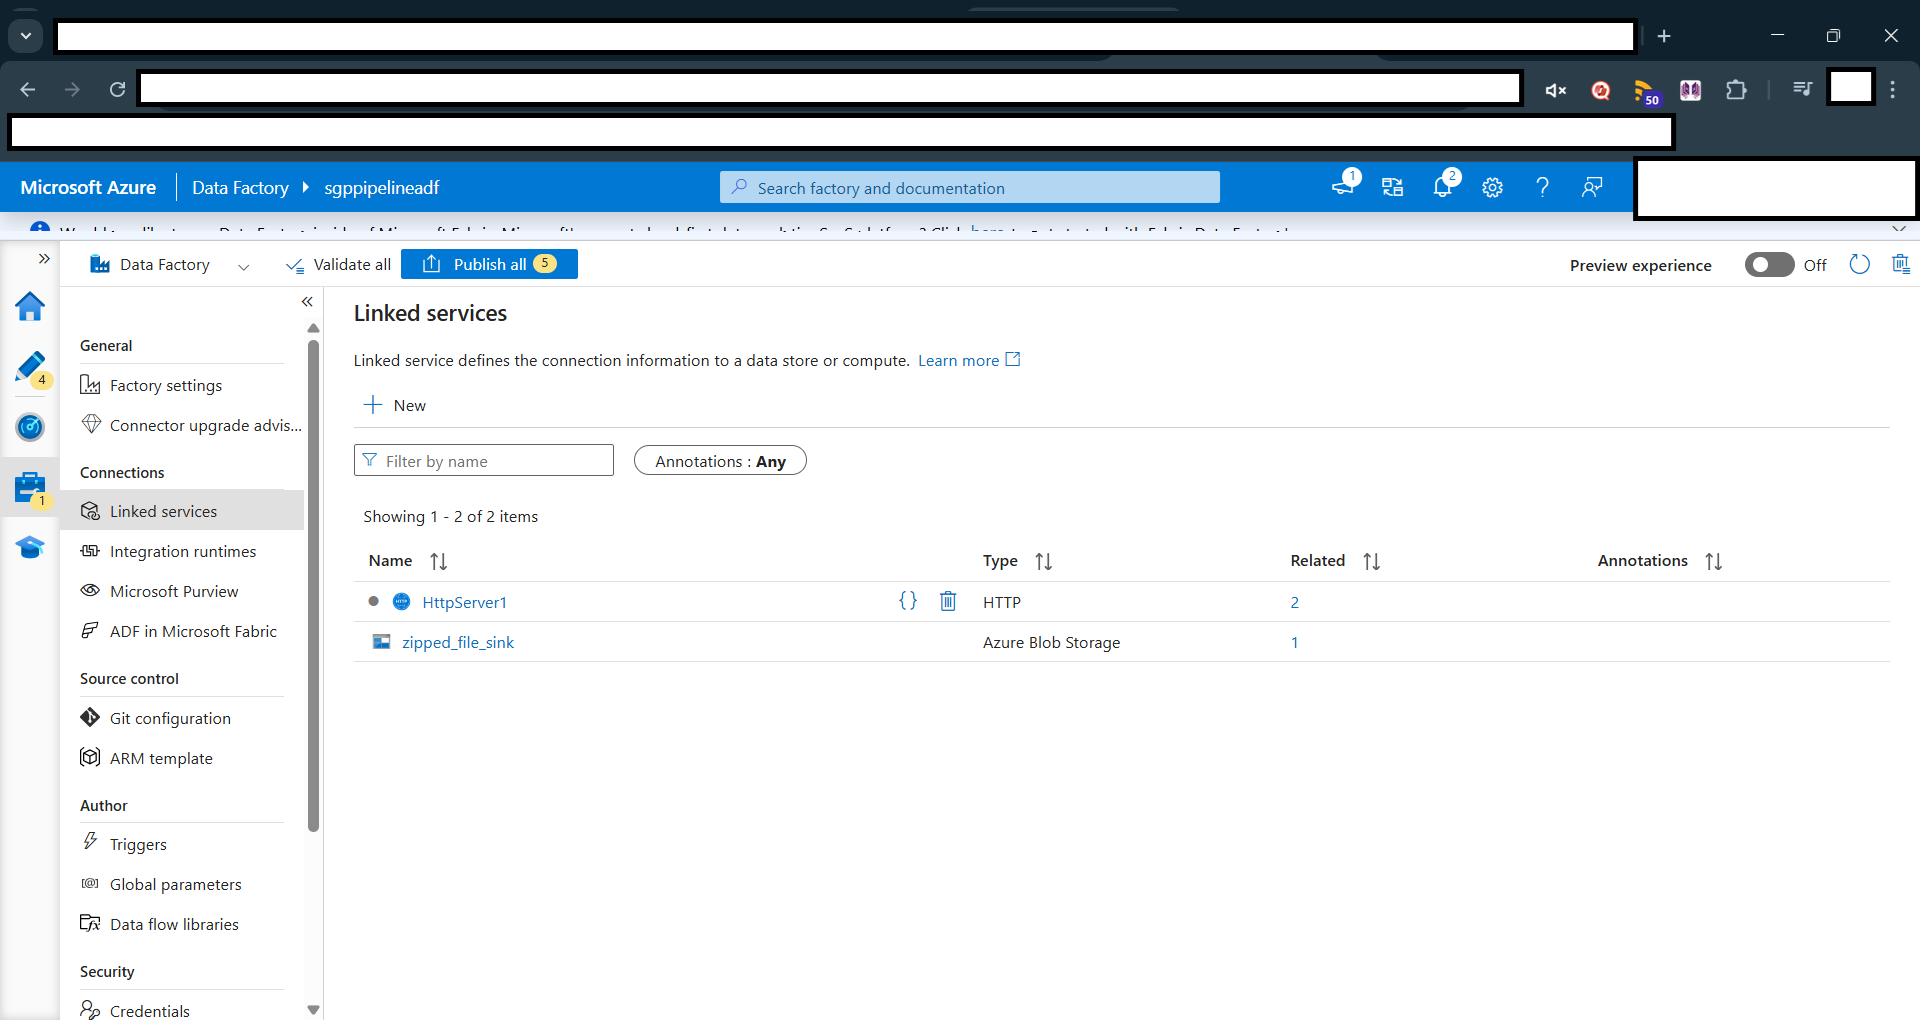 50
Microsoft Azure Data Factory sgppipelineadf Search factory and documentation 1 2
Data Factory Validate all Publish all 5 Preview experience Off
4
1
General
Factory settings
Connector upgrade advis...
Connections
Linked services
Integration runtimes
Microsoft Purview
ADF in Microsoft Fabric
Source control
Git configuration
ARM template
Author
Triggers
Global parameters
Data flow libraries
Security
Credentials
Linked services
Linked service defines the connection information to a data store or compute. Learn more
New
Filter by name Annotations : Any
Showing 1 - 2 of 2 items
Name Type Related Annotations
HttpServer1 {} HTTP 2
zipped_file_sink Azure Blob Storage 1